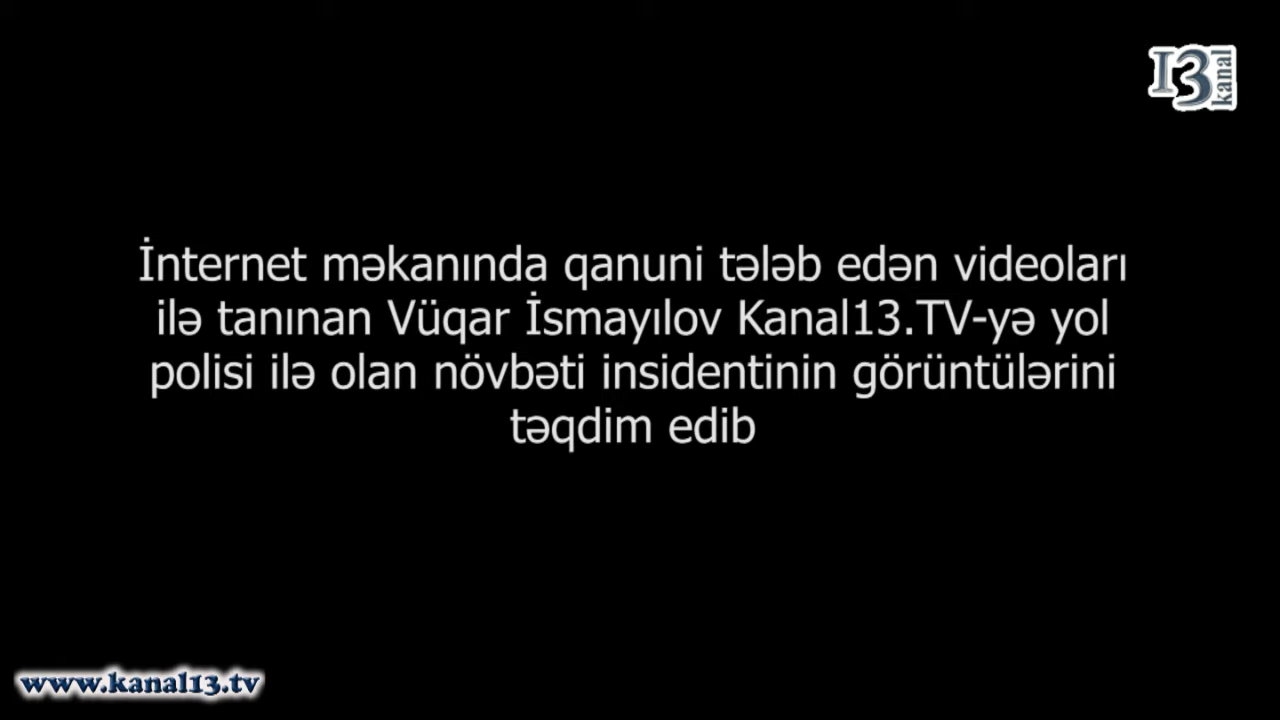 13 kanal
İnternet məkanında qanuni tələb edən videoları
ilə tanınan Vüqar İsmayılov Kanal13.TV-yə yol
polisi ilə olan növbəti insidentinin görüntülərini
təqdim edib
www.kanal13.tv